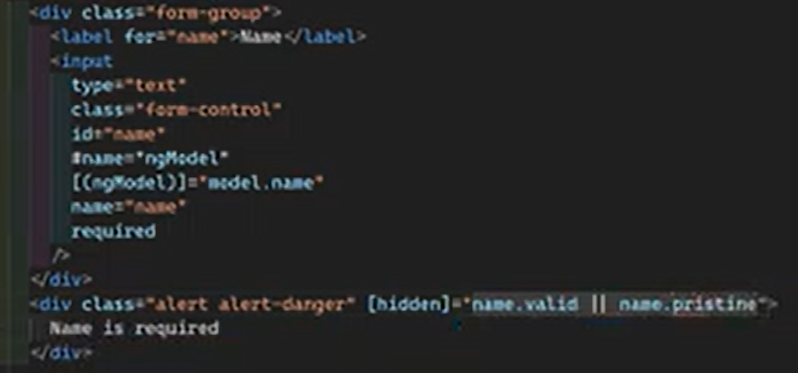 <div class="form-group">
<label for="name">Name</label>
<input
type="text"
class="form-control"
id="name"
#name="ngModel"
[(ngModel)]="model.name"
name="name"
required
/>
</div>
<div class="alert alert-danger" [hidden]="name.valid || name.pristine">
Name is required
</div>